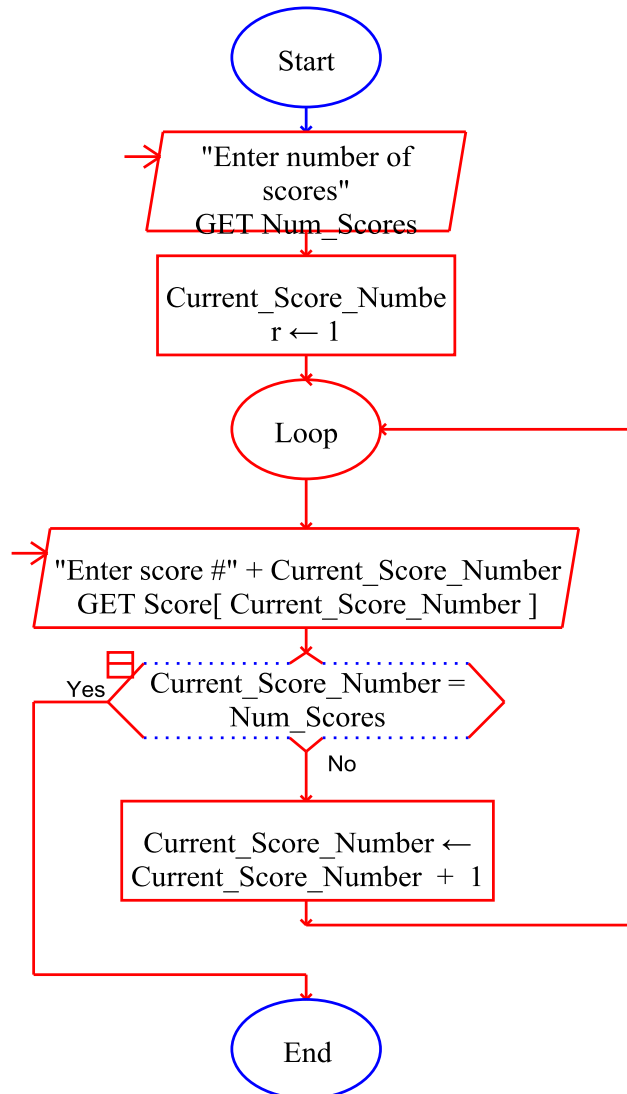 Start
"Enter number of
scores"
GET Num_Scores
Current_Score_Numbe
r ← 1
Loop
"Enter score #" + Current_Score_Number
GET Score[ Current_Score_Number ]
Yes
Current_Score_Number =
Num_Scores
No
Current_Score_Number ←
Current_Score_Number + 1
End